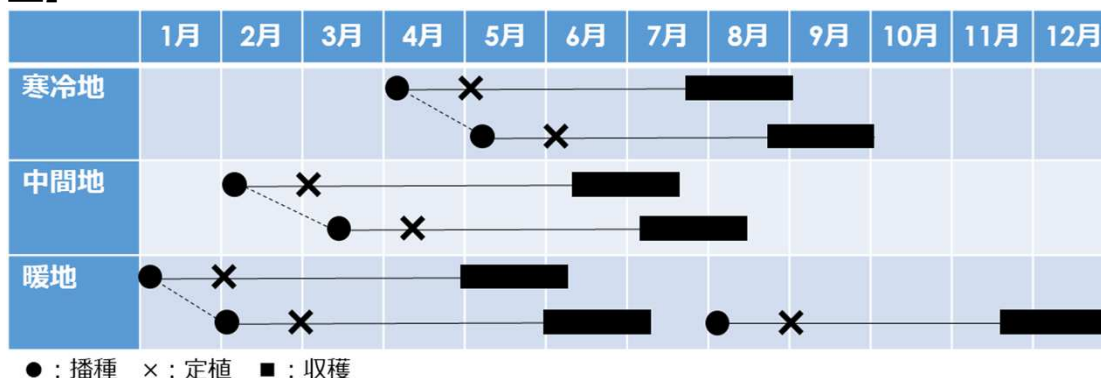 1月 2月 3月 4月 5月 6月 7月 8月 9月 10月 11月 12月
寒冷地
中間地
暖地
●：播種 ×：定植 ■：収穫